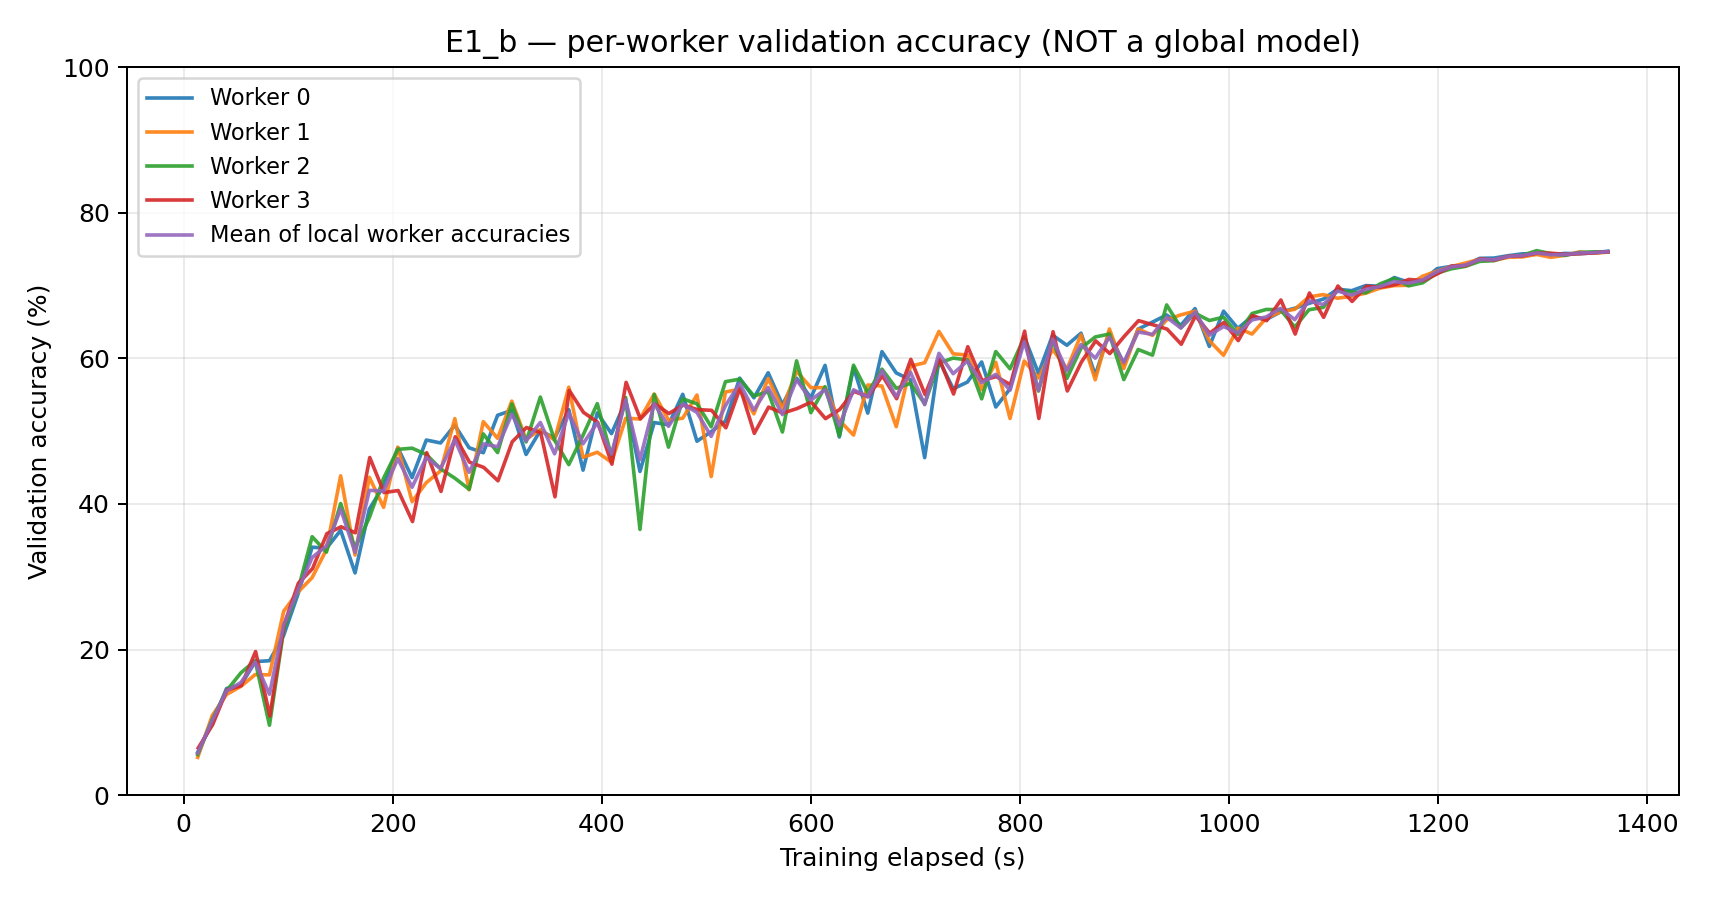 E1_b — per-worker validation accuracy (NOT a global model)
Worker 0
Worker 1
Worker 2
Worker 3
Mean of local worker accuracies
Validation accuracy (%)
100
80
60
40
20
0
0 200 400 600 800 1000 1200 1400
Training elapsed (s)